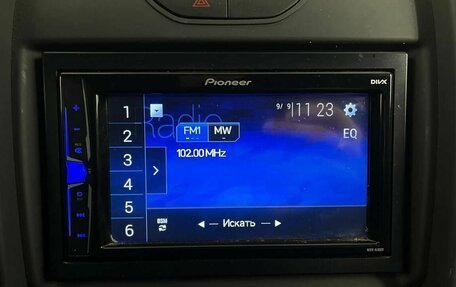 Pioneer
DIVX
1
2
3
4
5
6
Radio
9/ 9 11 23
FM1
MW
EQ
102.00 MHz
BSM
Искать